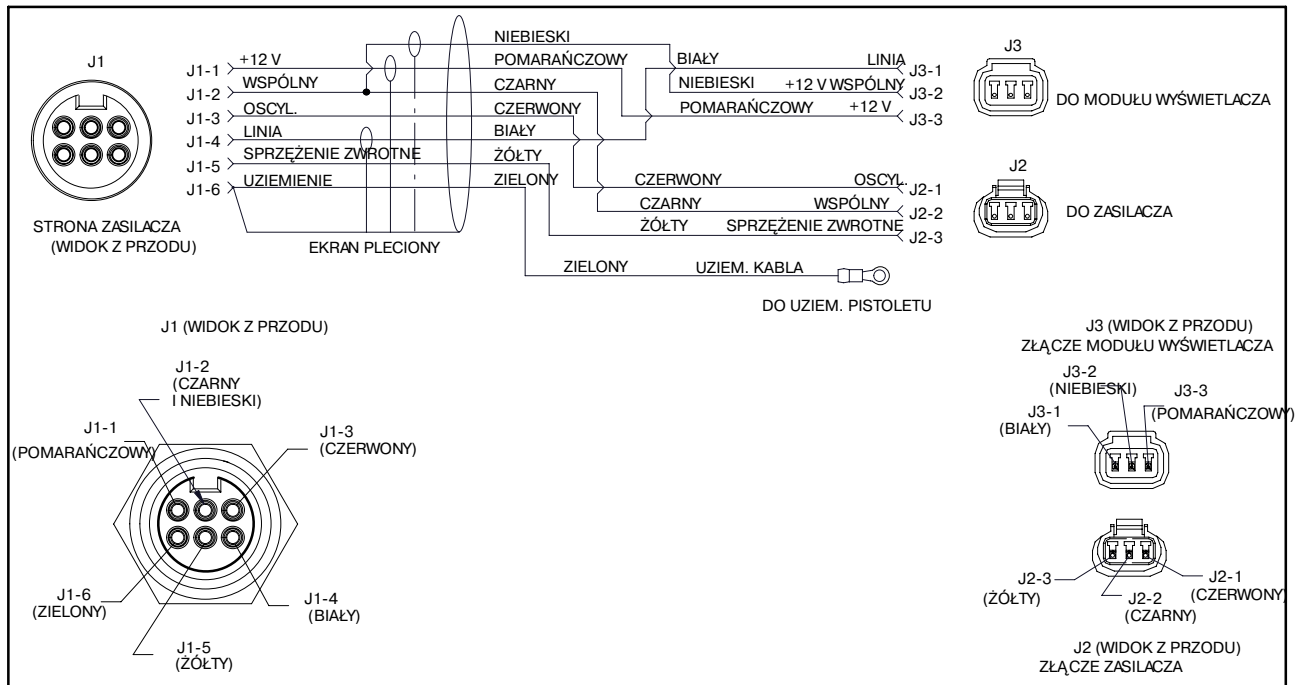 J1
J1-1 +12 V
J1-2 WSPÓLNY
J1-3 OSCYL.
J1-4 LINIA
J1-5 SPRZĘŻENIE ZWROTNE
J1-6 UZIEMIENIE
STRONA ZASILACZA
(WIDOK Z PRZODU)
EKRAN PLECIONY
NIEBIESKI
POMARAŃCZOWY
CZARNY
CZERWONY
BIAŁY
ŻÓŁTY
ZIELONY
BIAŁY LINIA J3-1
NIEBIESKI +12 V WSPÓLNY J3-2
POMARAŃCZOWY +12 V J3-3
J3
DO MODUŁU WYŚWIETLACZA
CZERWONY OSCYL. J2-1
CZARNY WSPÓLNY J2-2
ŻÓŁTY SPRZĘŻENIE ZWROTNE J2-3
J2
DO ZASILACZA
ZIELONY UZIEM. KABLA
DO UZIEM. PISTOLETU
J1 (WIDOK Z PRZODU)
J1-2
(CZARNY
I NIEBIESKI)
J1-1
(POMARAŃCZOWY)
J1-3
(CZERWONY)
J1-6
(ZIELONY)
J1-4
(BIAŁY)
J1-5
(ŻÓŁTY)
J3 (WIDOK Z PRZODU)
ZŁĄCZE MODUŁU WYŚWIETLACZA
J3-2
(NIEBIESKI)
J3-3
(POMARAŃCZOWY)
J3-1
(BIAŁY)
J2-3
(ŻÓŁTY)
J2-1
(CZERWONY)
J2-2
(CZARNY)
J2 (WIDOK Z PRZODU)
ZŁĄCZE ZASILACZA